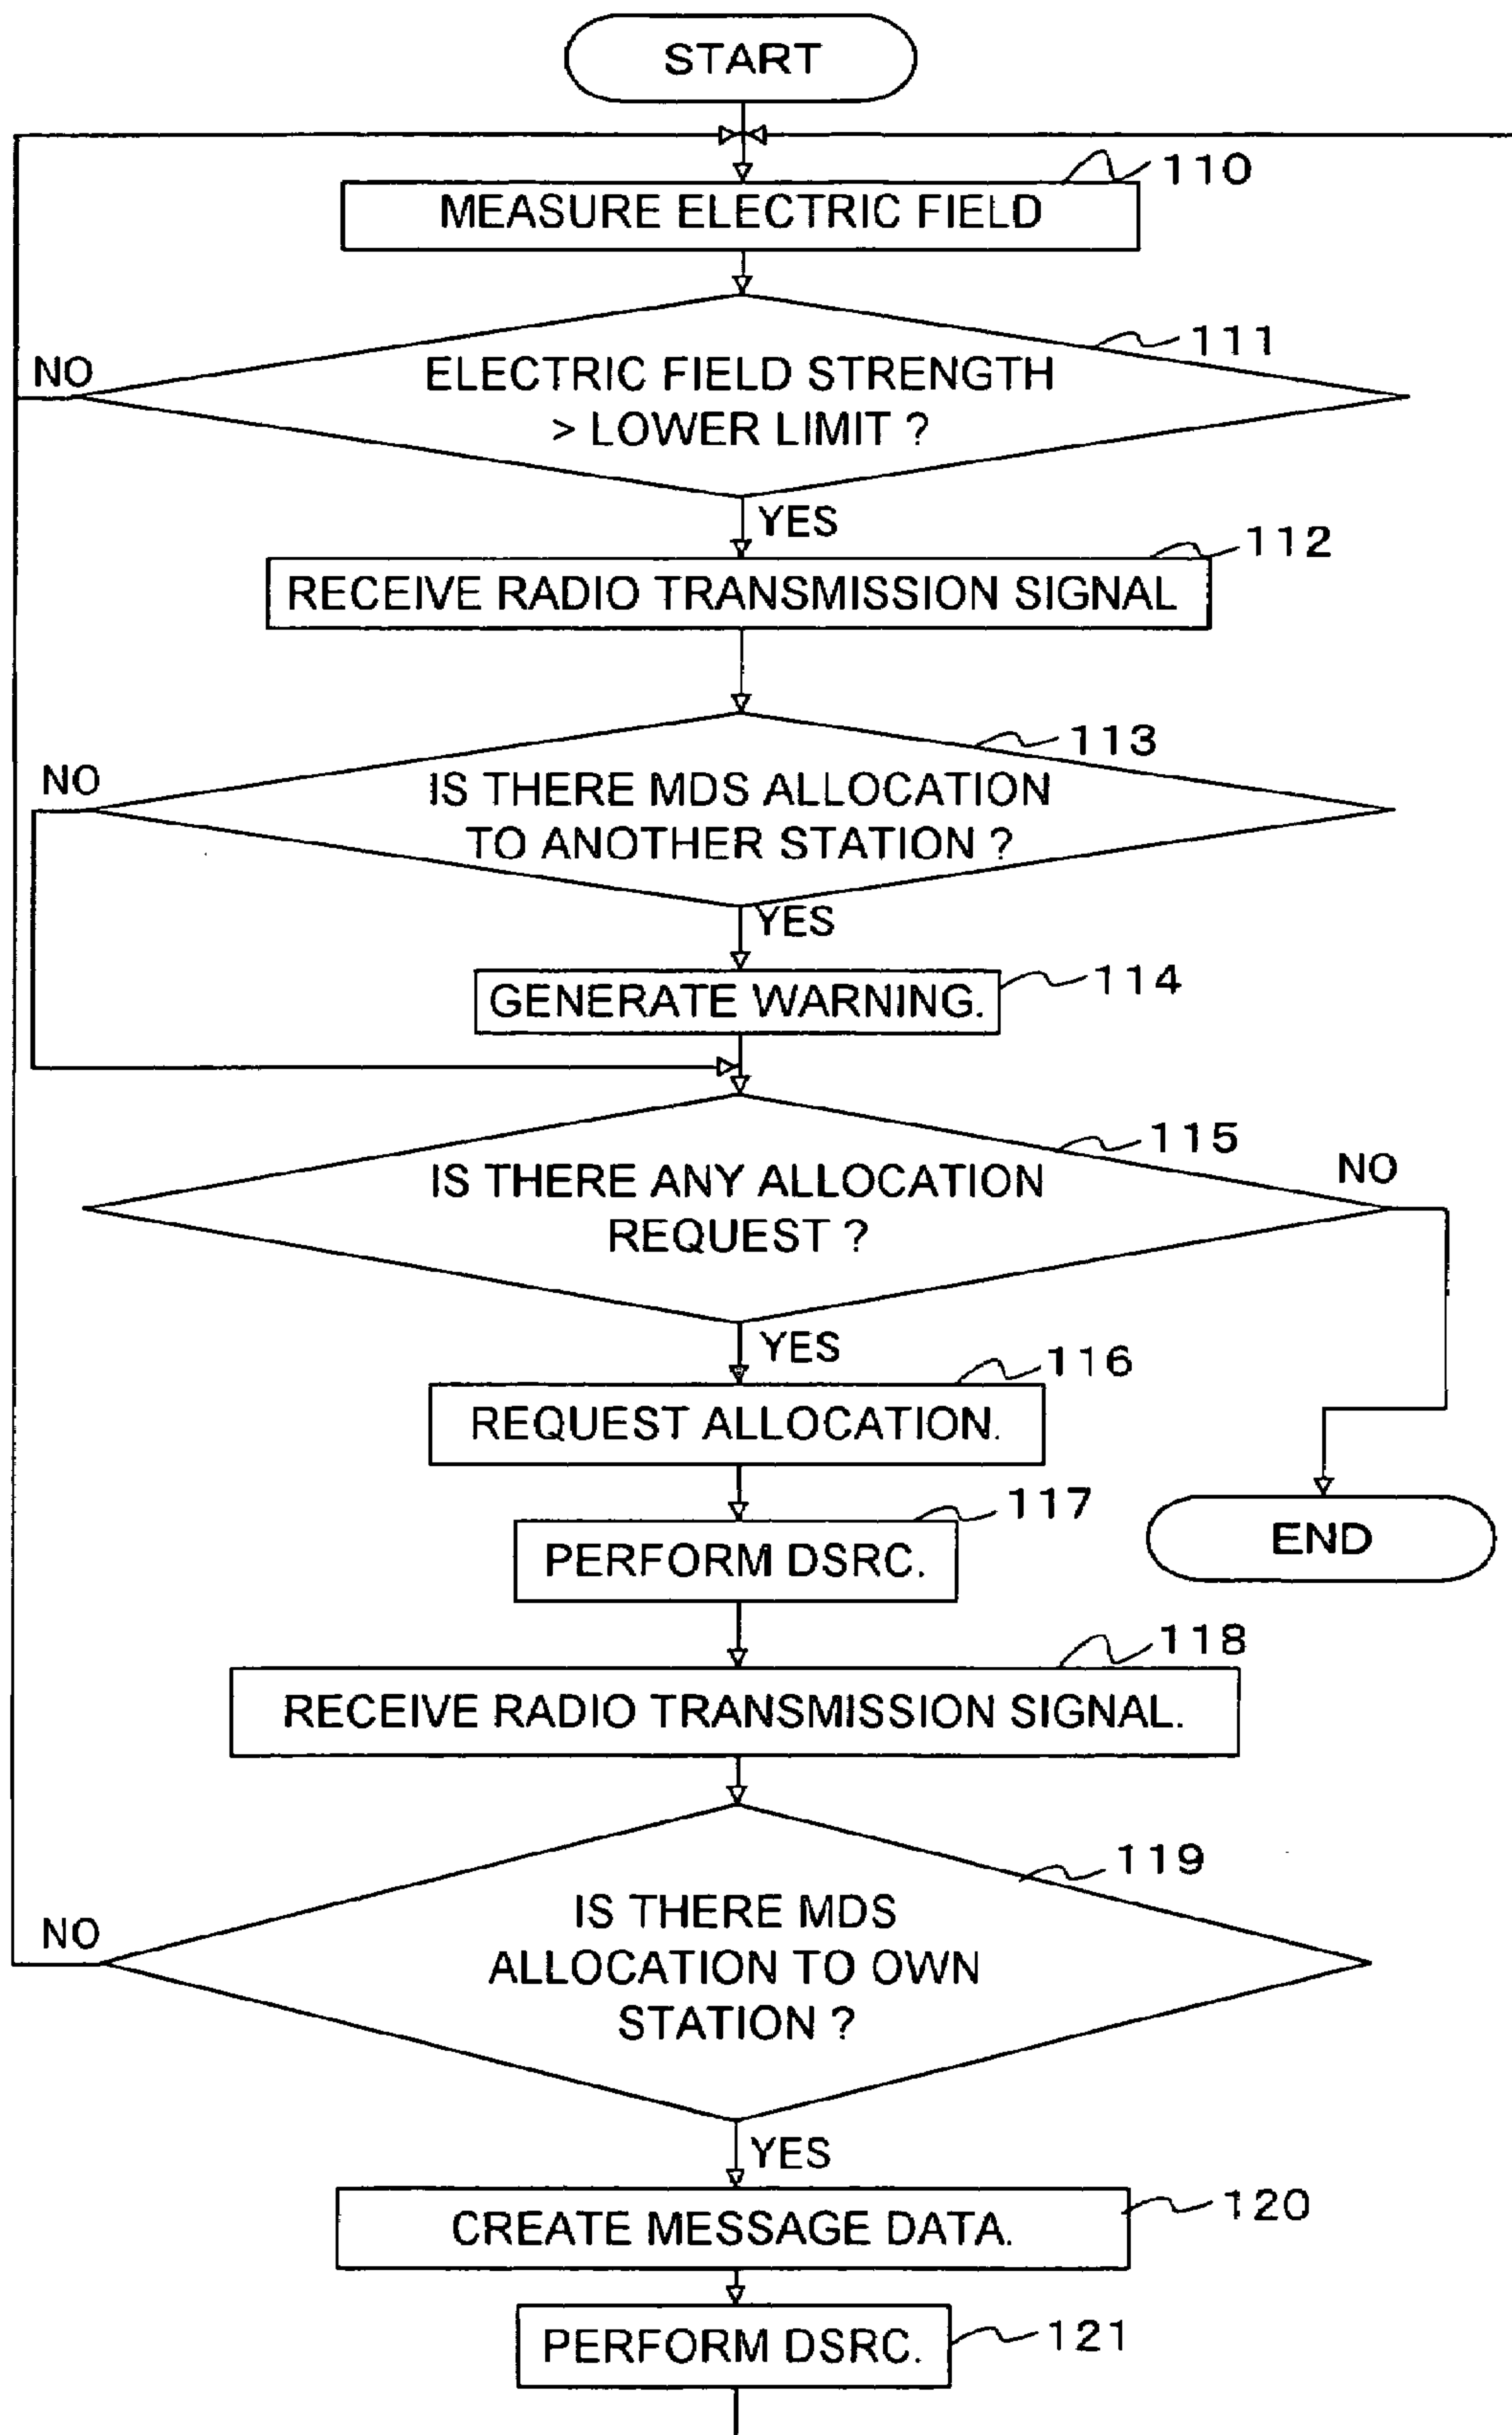 START
110
MEASURE ELECTRIC FIELD
111
NO
ELECTRIC FIELD STRENGTH
> LOWER LIMIT ?
YES
112
RECEIVE RADIO TRANSMISSION SIGNAL
113
NO
IS THERE MDS ALLOCATION
TO ANOTHER STATION ?
YES
114
GENERATE WARNING.
115
NO
IS THERE ANY ALLOCATION
REQUEST ?
YES
116
REQUEST ALLOCATION.
117
PERFORM DSRC.
END
118
RECEIVE RADIO TRANSMISSION SIGNAL.
119
NO
IS THERE MDS
ALLOCATION TO OWN
STATION ?
YES
120
CREATE MESSAGE DATA.
121
PERFORM DSRC.